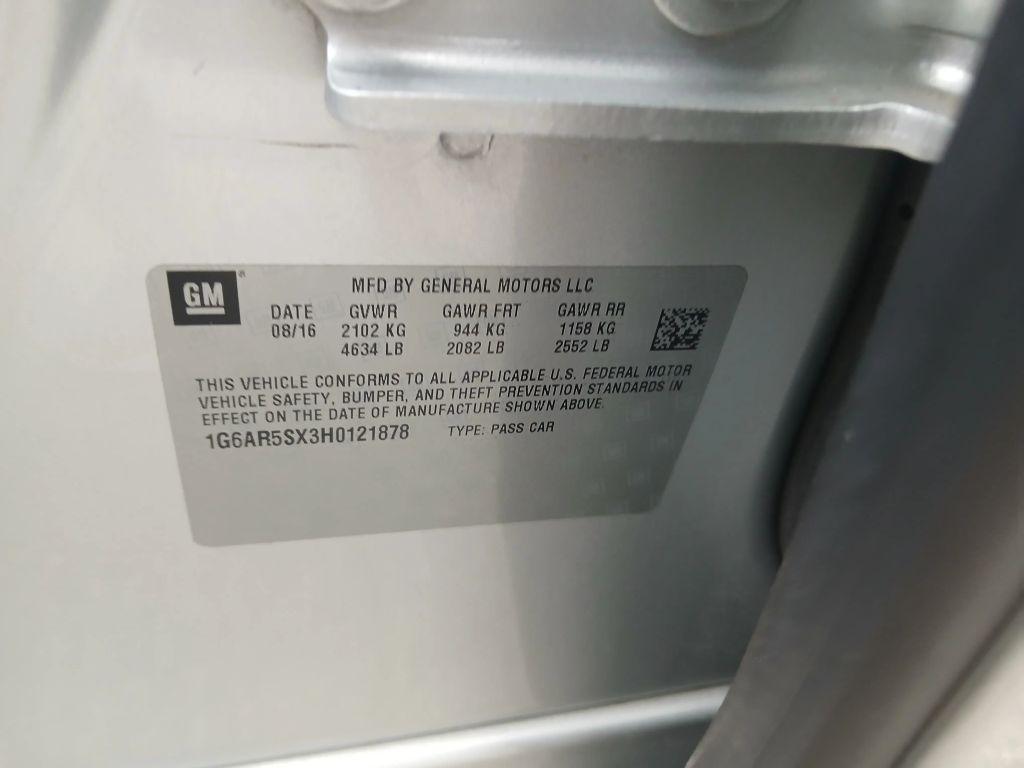 GM
MFD BY GENERAL MOTORS LLC
DATE GVWR GAWR FRT GAWR RR
08/16 2102 KG 944 KG 1158 KG
4634 LB 2082 LB 2552 LB
THIS VEHICLE CONFORMS TO ALL APPLICABLE U.S. FEDERAL MOTOR
VEHICLE SAFETY, BUMPER, AND THEFT PREVENTION STANDARDS IN
EFFECT ON THE DATE OF MANUFACTURE SHOWN ABOVE.
1G6AR5SX3H0121878 TYPE: PASS CAR